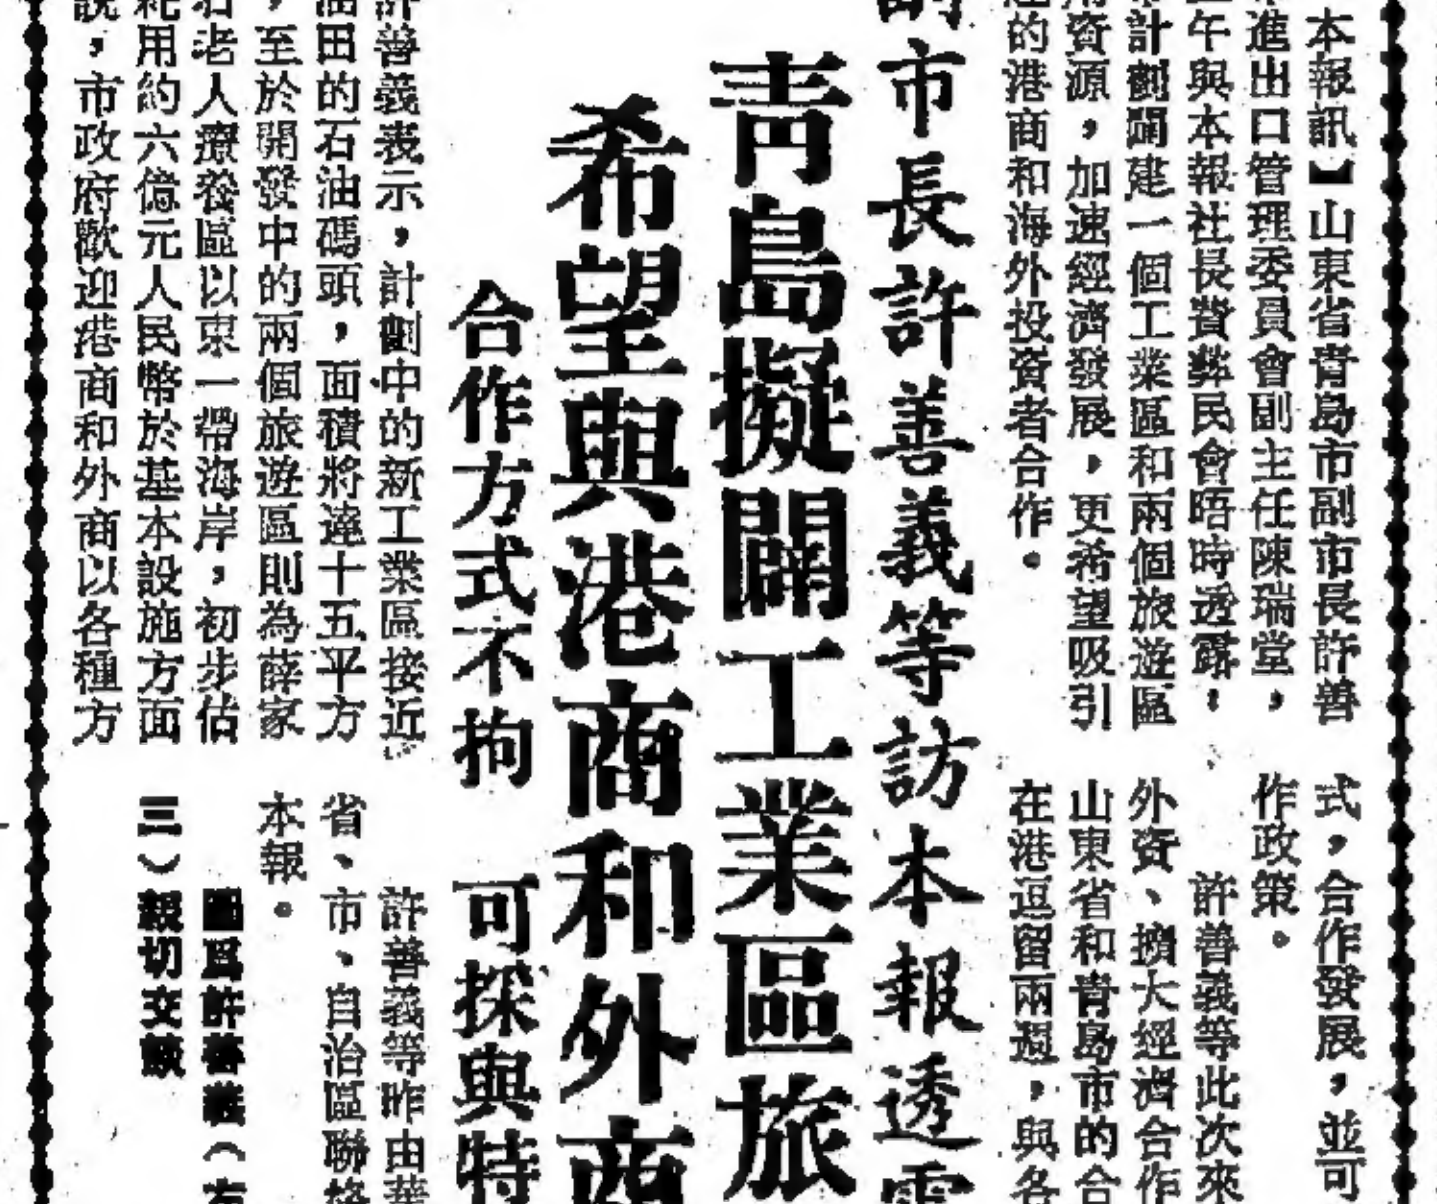 本報訊】山東省青島市副市長許善
進出口管理委員會副主任陳瑞堂，
午與本報社長費彝民會晤時透露，
計劃闢建一個工業區和兩個旅遊區
資源，加速經濟發展，更希望吸引
的港商和海外投資者合作。
副市長許善義等訪本報透露
青島擬闢工業區旅
希望與港商和外商
合作方式不拘　可採與特
許善義表示，計劃中的新工業區接近
油田的石油碼頭，面積將達十五平方
，至於開發中的兩個旅遊區則為薛家
老人療養區以東一帶海岸，初步估
用約六億元人民幣於基本設施方面
說，市政府歡迎港商和外商以各種方
式，合作發展，並可
作政策。
許善義等此次來
外資、擴大經濟合作
山東省和青島市的合
在港逗留兩週，與各
許善義等昨由華
省、市、自治區聯絡
本報。
圖爲許善義（右
三）親切交談